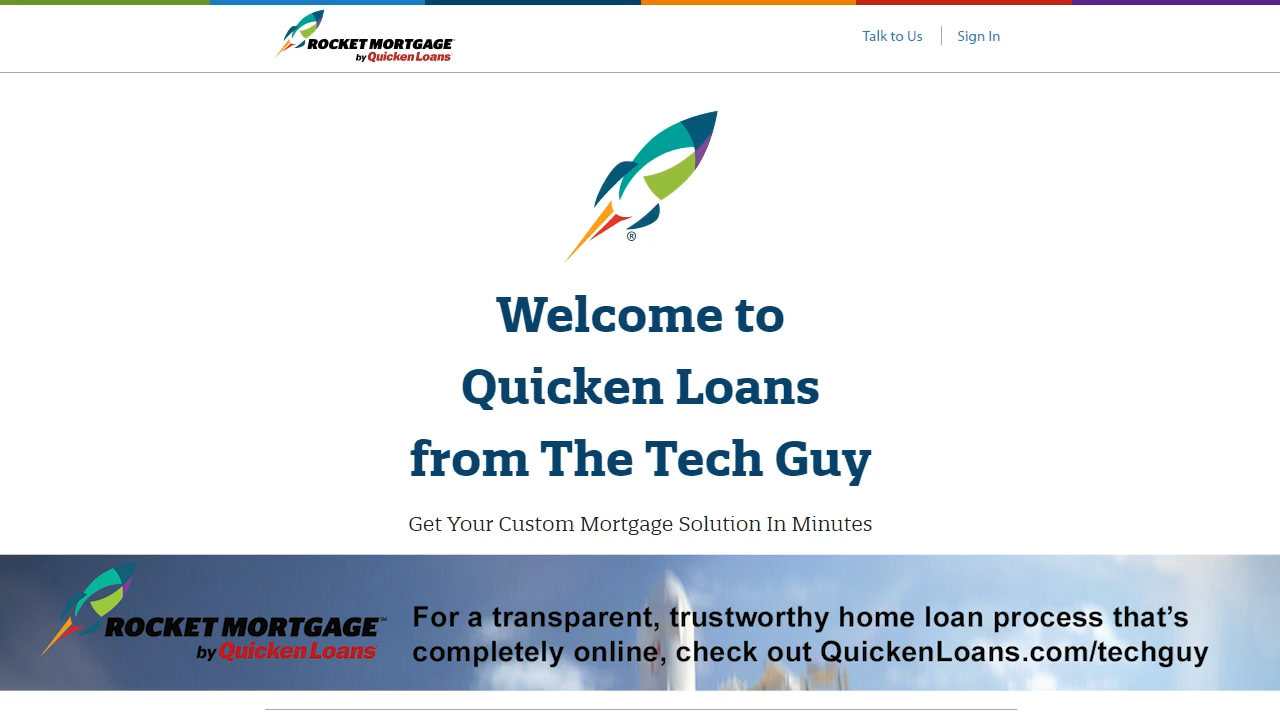 ROCKET MORTGAGE
by Quicken Loans
Talk to Us
Sign In
®
Welcome to
Quicken Loans
from The Tech Guy
Get Your Custom Mortgage Solution In Minutes
ROCKET MORTGAGE™
by Quicken Loans
For a transparent, trustworthy home loan process that’s
completely online, check out QuickenLoans.com/techguy